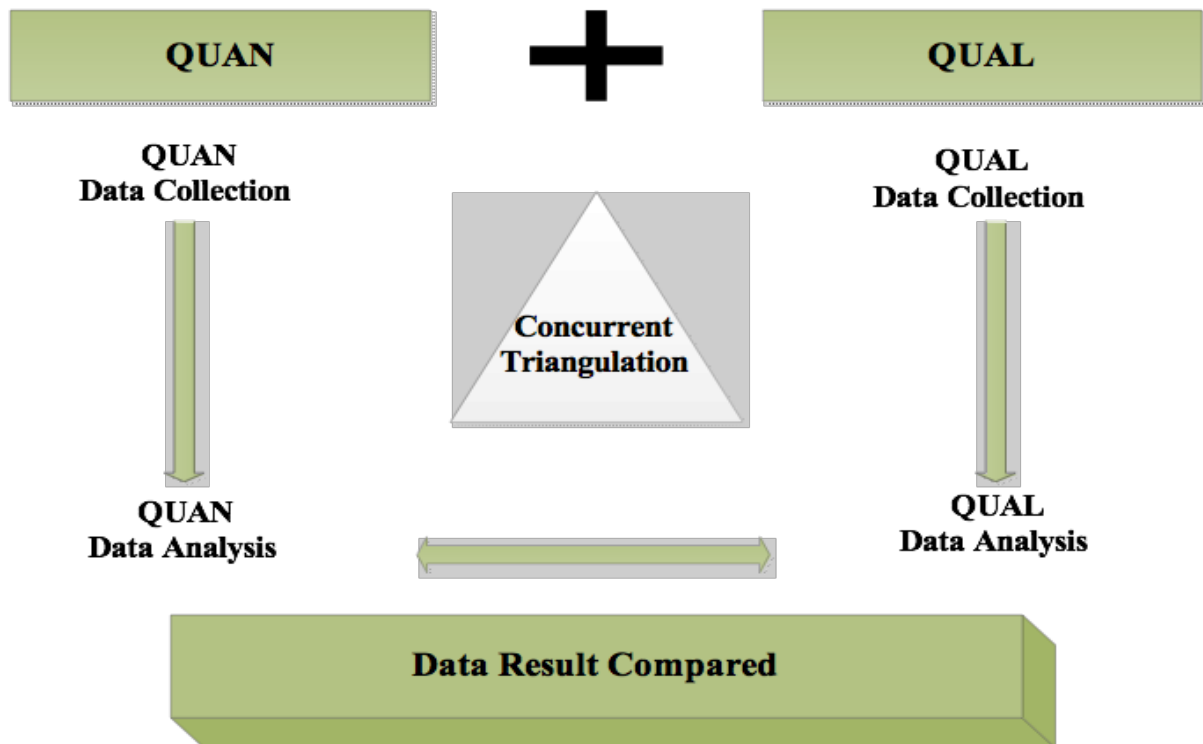 QUAN
QUAL
QUAN
Data Collection
QUAL
Data Collection
Concurrent
Triangulation
QUAN
Data Analysis
QUAL
Data Analysis
Data Result Compared